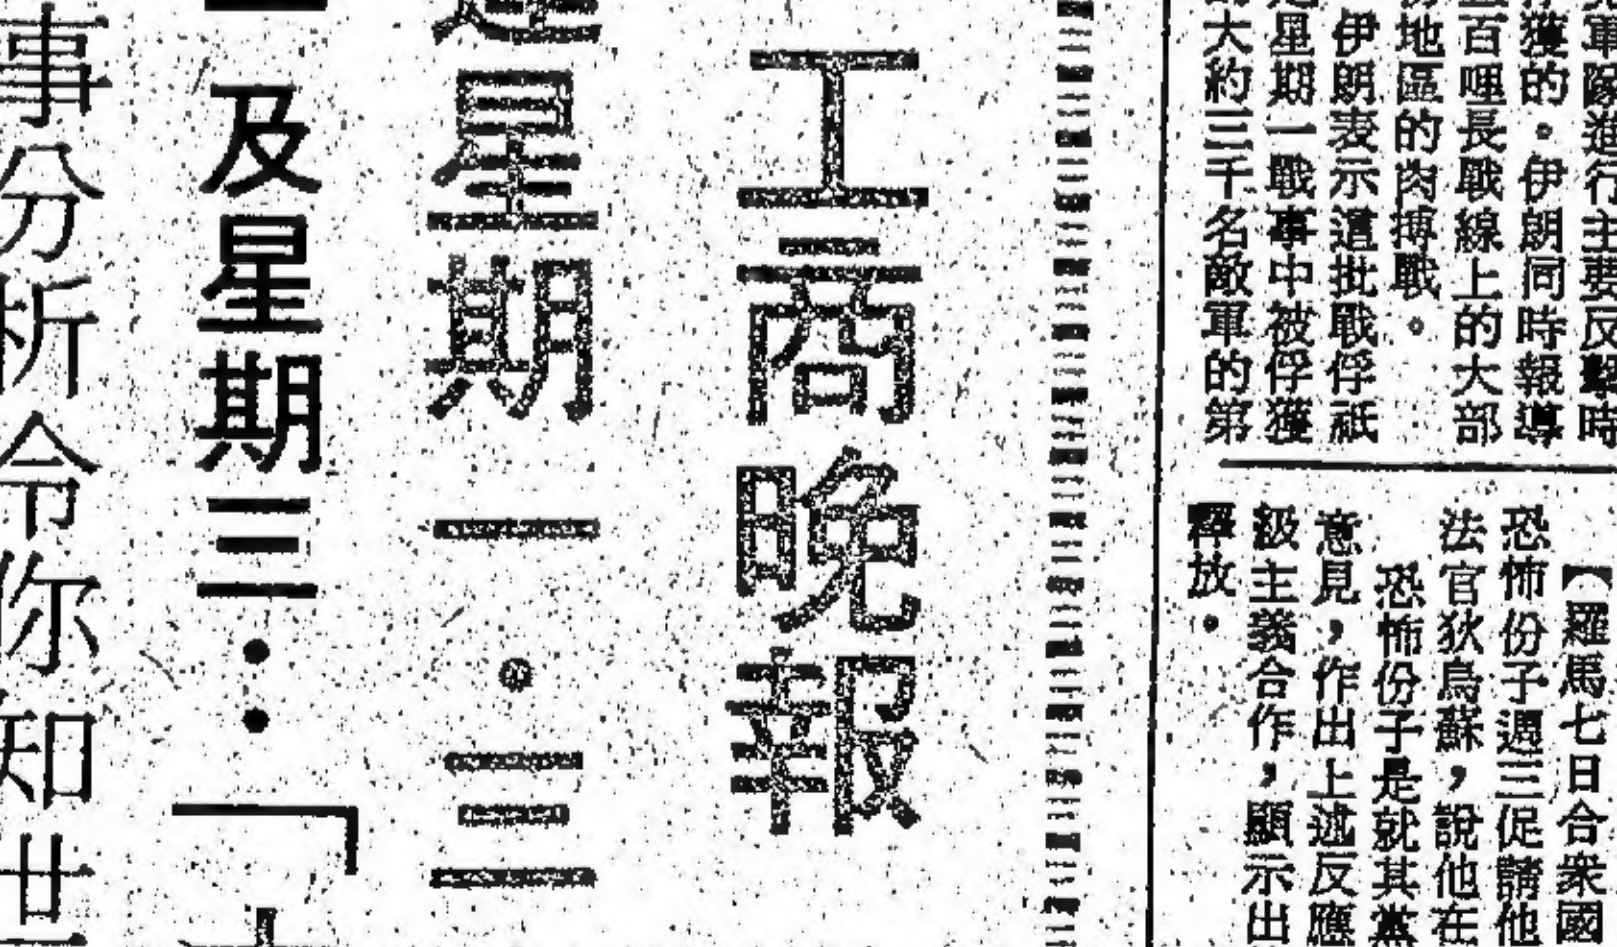 軍隊進行主要反擊時
獲的。伊朗同時報導
百哩長戰線上的大部
地區的肉搏戰。
伊朗表示這批戰俘祇
星期一戰事中被俘獲
大約三千名敵軍的第
【羅馬七日合衆國
恐怖份子週三促請他
法官狄烏蘇，說他在
恐怖份子是就其黨
意見，作出上述反應
級主義合作，顯示出
釋放。
工商晚報
逢星期一。三
及星期三：
事分析令你知世